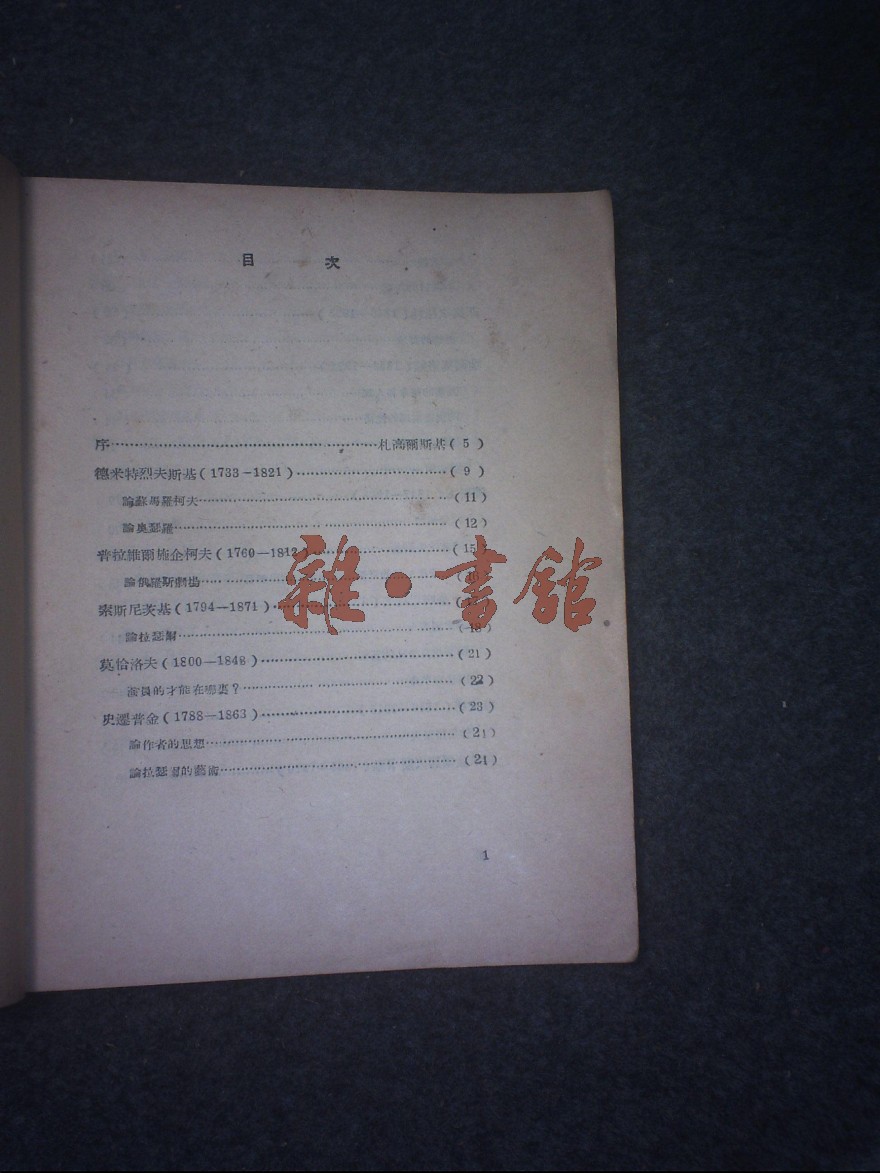 目 次
序 札高爾斯基 ( 5 )
德米特烈夫斯基 ( 1733-1821 ) ( 9 )
論蘇馬羅柯夫 (11)
論奧瑟羅 (12)
普拉維爾施企柯夫 (1760—1812) (15)
論俄羅斯劇場
索斯尼茨基 (1794—1871)
論拉瑟爾 (18)
莫恰洛夫 (1800—1848) (21)
演員的才能在哪裏？ (22)
史遷普金 (1788—1863) (23)
論作者的思想 (24)
論拉瑟爾的藝術 (24)
1
雜·書館